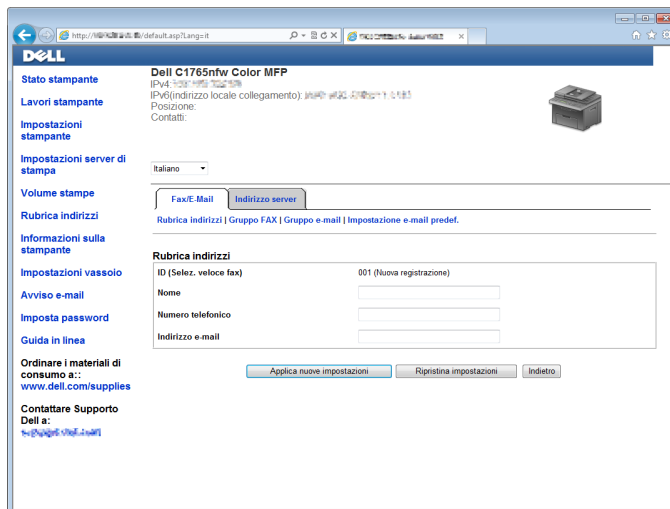 http://
/default.asp?Lang=it
DELL
Stato stampante
Lavori stampante
Impostazioni
stampante
Impostazioni server di
stampa
Volume stampe
Rubrica indirizzi
Informazioni sulla
stampante
Impostazioni vassoio
Avviso e-mail
Imposta password
Guida in linea
Ordinare i materiali di
consumo a::
www.dell.com/supplies
Contattare Supporto
Dell a:
Dell C1765nfw Color MFP
IPv4:
IPv6(indirizzo locale collegamento):
Posizione:
Contatti:
Italiano
Fax/E-Mail
Indirizzo server
Rubrica indirizzi | Gruppo FAX | Gruppo e-mail | Impostazione e-mail predef.
Rubrica indirizzi
ID (Selez. veloce fax) 001 (Nuova registrazione)
Nome
Numero telefonico
Indirizzo e-mail
Applica nuove impostazioni Ripristina impostazioni Indietro